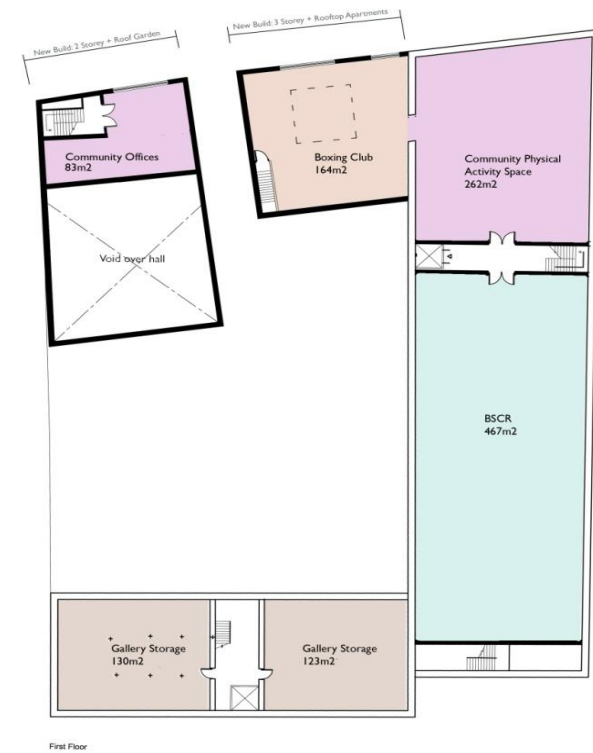 New Build: 2 Storey + Roof Garden
New Build: 3 Storey + Rooftop Apartments
Community Offices
83m2
Boxing Club
164m2
Community Physical
Activity Space
262m2
Void over hall
BSCR
467m2
Gallery Storage
130m2
Gallery Storage
123m2
First Floor